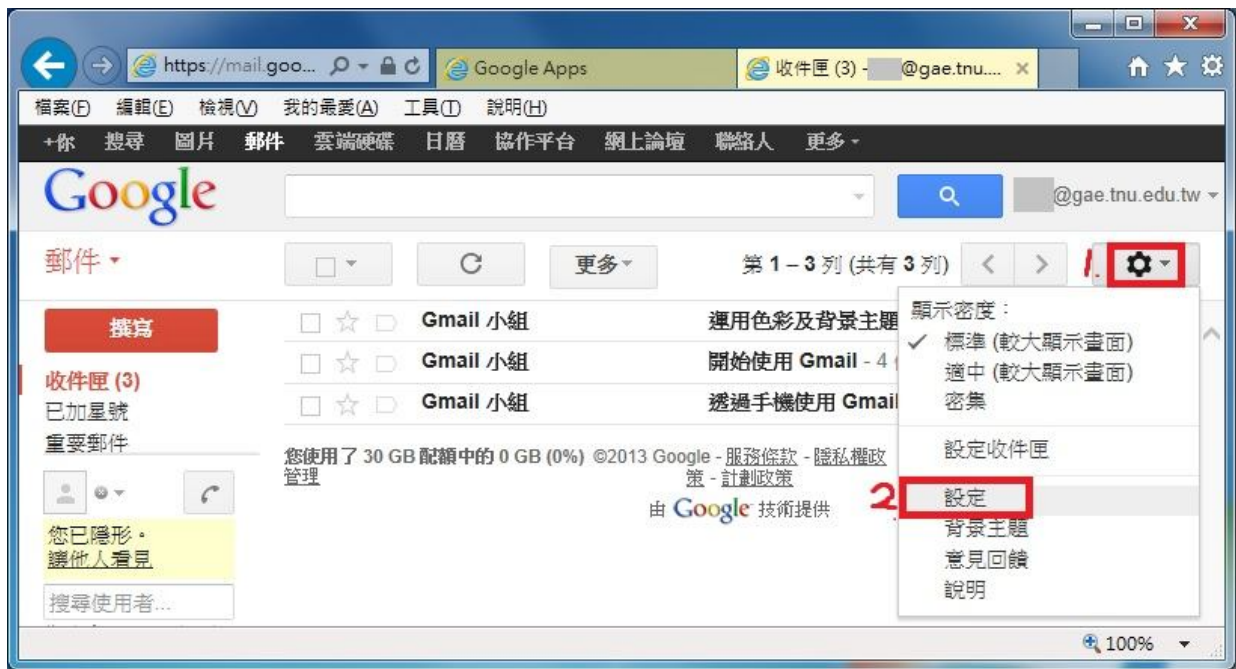 https://mail.goo...
Google Apps
收件匣 (3) - @gae.tnu....
檔案(F) 編輯(E) 檢視(V) 我的最愛(A) 工具(T) 說明(H)
+你 搜尋 圖片 郵件 雲端硬碟 日曆 協作平台 網上論壇 聯絡人 更多
Google
@gae.tnu.edu.tw
郵件
更多
第 1 – 3 列 (共有 3 列)
1.
撰寫
收件匣 (3)
已加星號
重要郵件
您已隱形。
讓他人看見
搜尋使用者...
Gmail 小組 運用色彩及背景主題
Gmail 小組 開始使用 Gmail - 4
Gmail 小組 透過手機使用 Gmail
您使用了 30 GB 配額中的 0 GB (0%)
管理
©2013 Google - 服務條款 - 隱私權政
策 - 計劃政策
由 Google 技術提供
顯示密度：
✓ 標準 (較大顯示畫面)
適中 (較大顯示畫面)
密集
設定收件匣
2
設定
背景主題
意見回饋
說明
100%